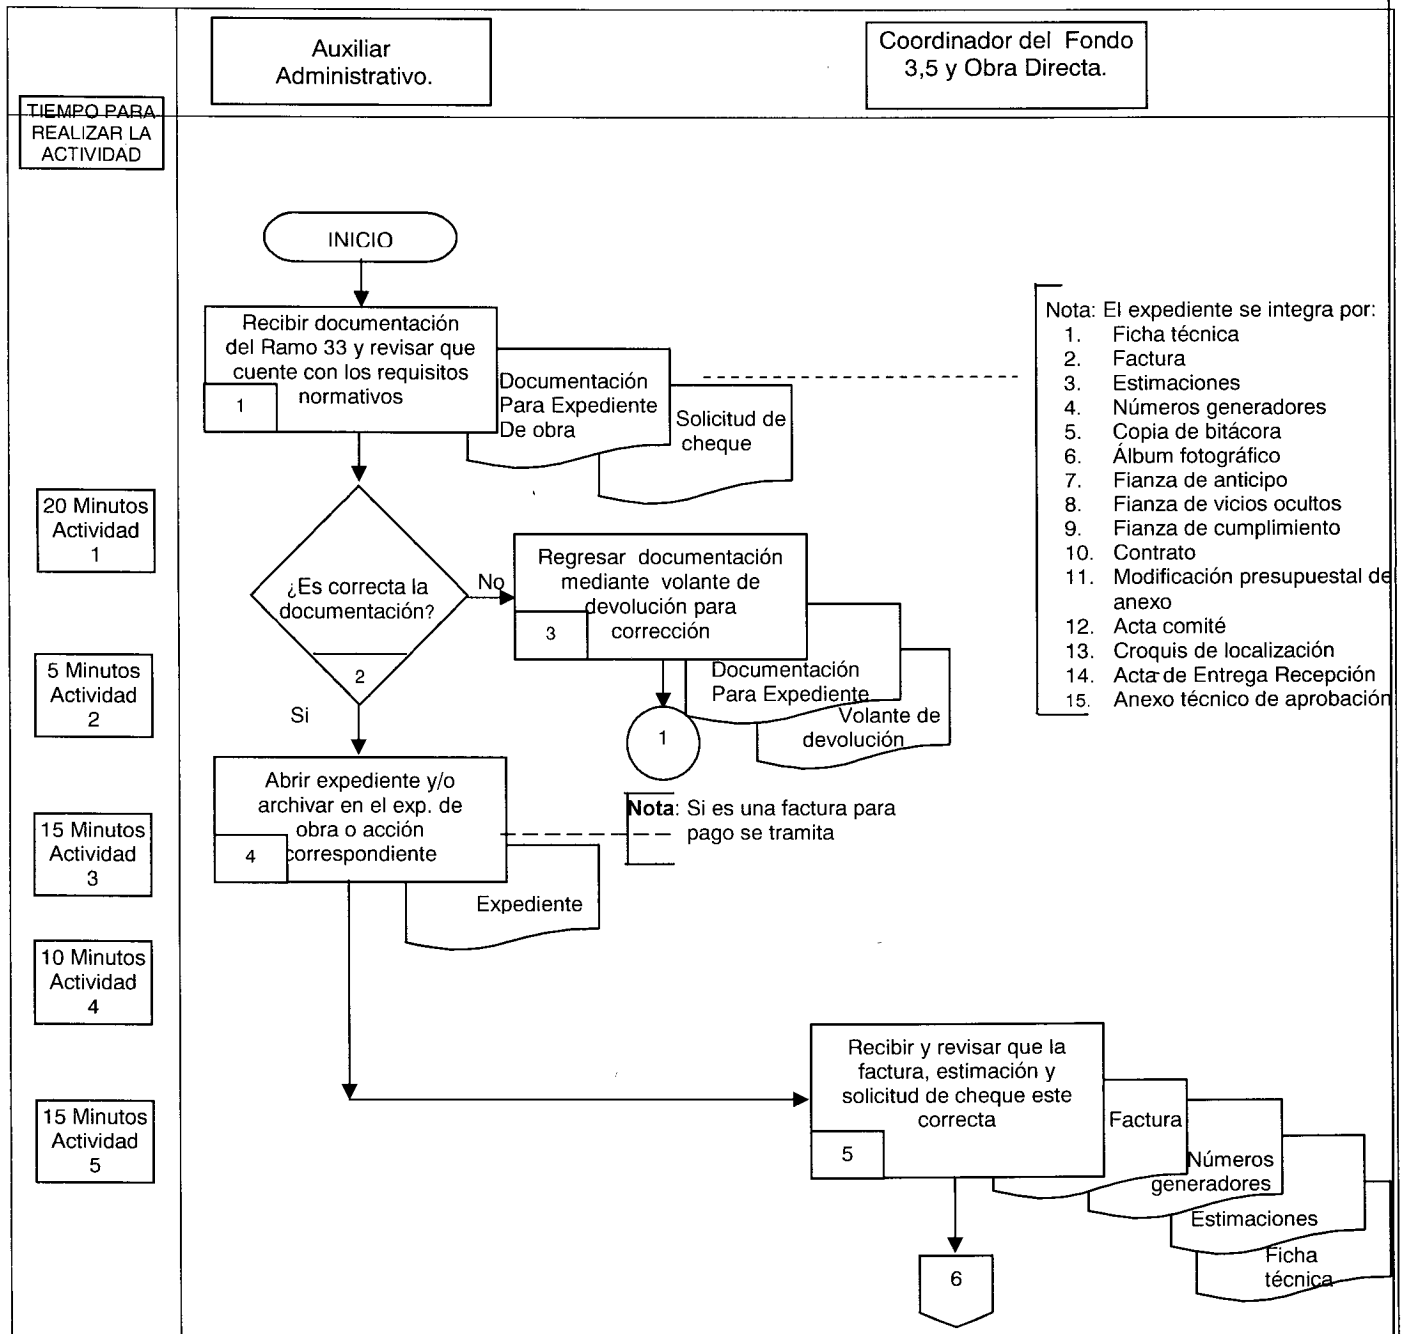 Auxiliar
Administrativo.
Coordinador del Fondo
3,5 y Obra Directa.
TIEMPO PARA
REALIZAR LA
ACTIVIDAD
INICIO
Recibir documentación
del Ramo 33 y revisar que
cuente con los requisitos
normativos
1
Documentación
Para Expediente
De obra
Solicitud de
cheque
Nota: El expediente se integra por:
1. Ficha técnica
2. Factura
3. Estimaciones
4. Números generadores
5. Copia de bitácora
6. Álbum fotográfico
7. Fianza de anticipo
8. Fianza de vicios ocultos
9. Fianza de cumplimiento
10. Contrato
11. Modificación presupuestal de
anexo
12. Acta comité
13. Croquis de localización
14. Acta de Entrega Recepción
15. Anexo técnico de aprobación
20 Minutos
Actividad
1
¿Es correcta la
documentación?
2
No
Si
Regresar documentación
mediante volante de
devolución para
corrección
3
Documentación
Para Expediente
Volante de
devolución
1
5 Minutos
Actividad
2
Abrir expediente y/o
archivar en el exp. de
obra o acción
correspondiente
4
Expediente
Nota: Si es una factura para
pago se tramita
15 Minutos
Actividad
3
10 Minutos
Actividad
4
15 Minutos
Actividad
5
Recibir y revisar que la
factura, estimación y
solicitud de cheque este
correcta
5
Factura
Números
generadores
Estimaciones
Ficha
técnica
6